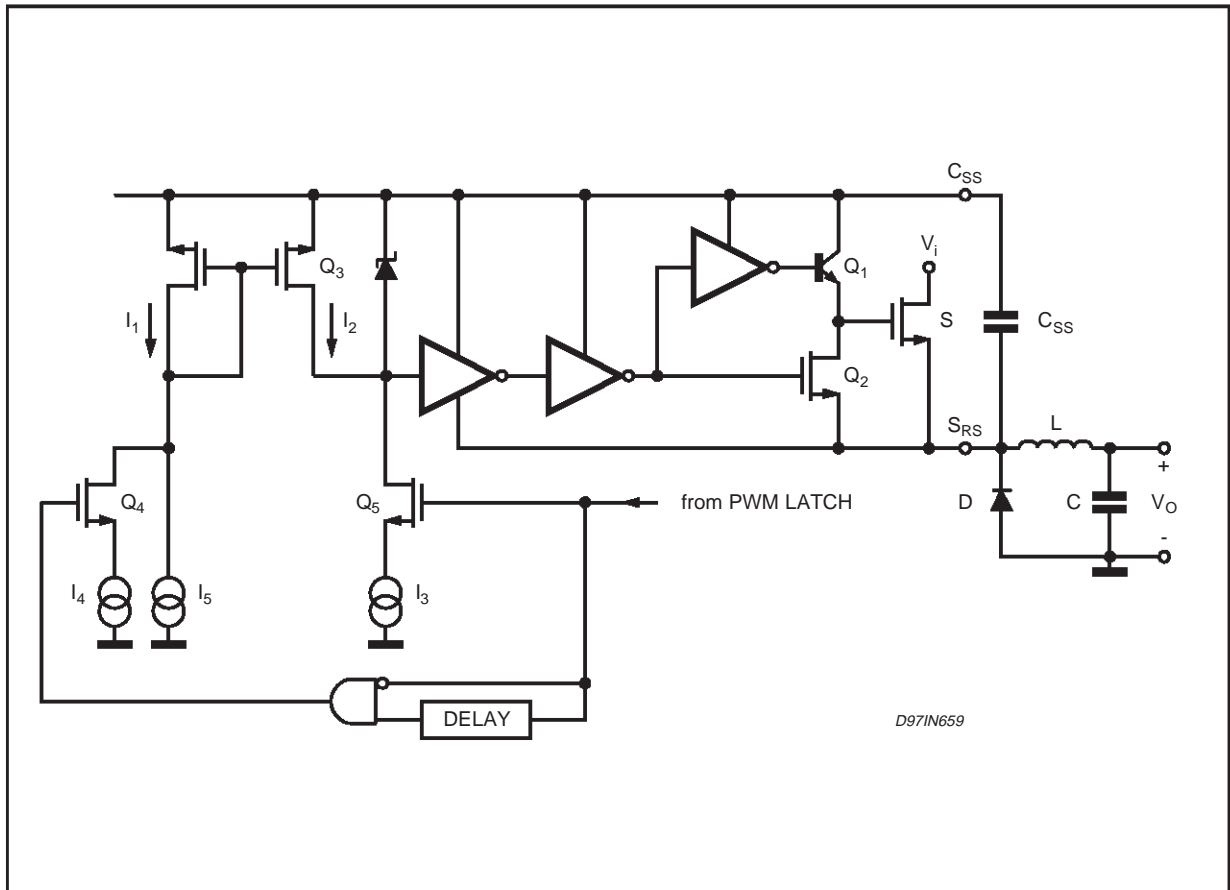 C_SS
V_i
Q_3
Q_1
I_1
I_2
S
C_SS
Q_2
S_RS
L
+
Q_4
Q_5
from PWM LATCH
D
C
V_O
-
I_4
I_5
I_3
DELAY
D97IN659